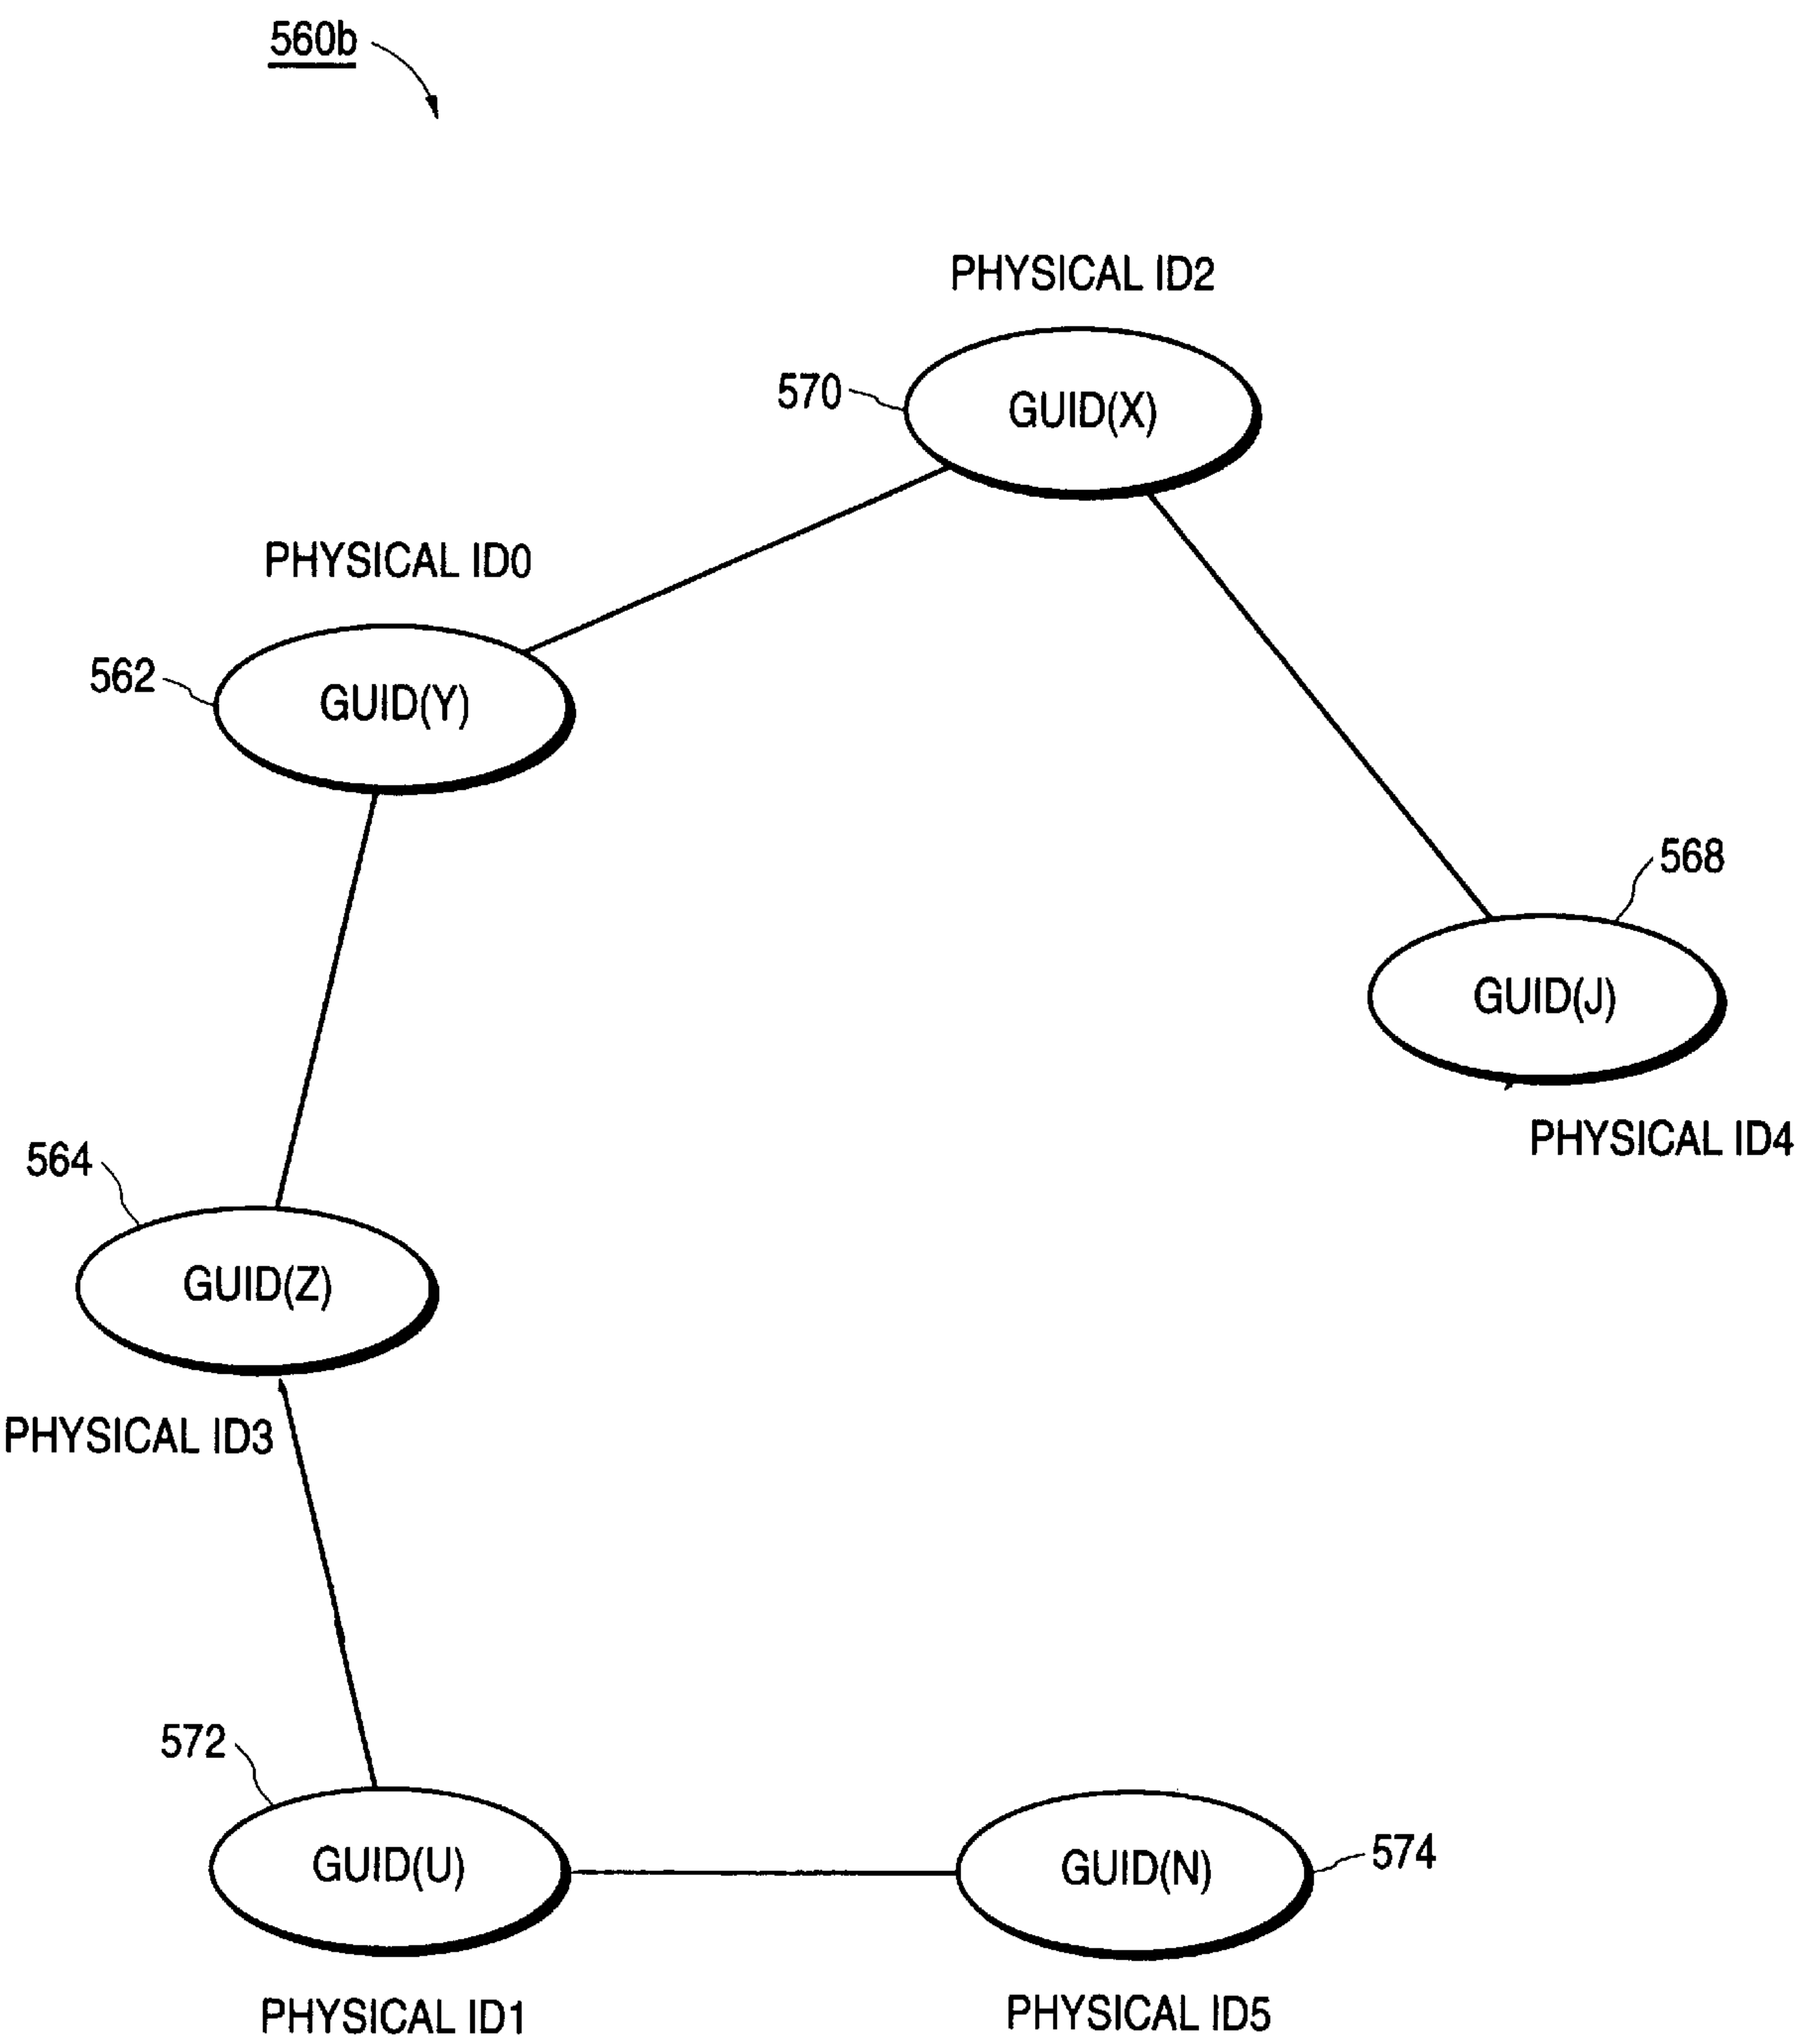 560b
PHYSICAL ID2
570
GUID(X)
PHYSICAL ID0
562
GUID(Y)
568
GUID(J)
PHYSICAL ID4
564
GUID(Z)
PHYSICAL ID3
572
GUID(U)
GUID(N)
574
PHYSICAL ID1
PHYSICAL ID5